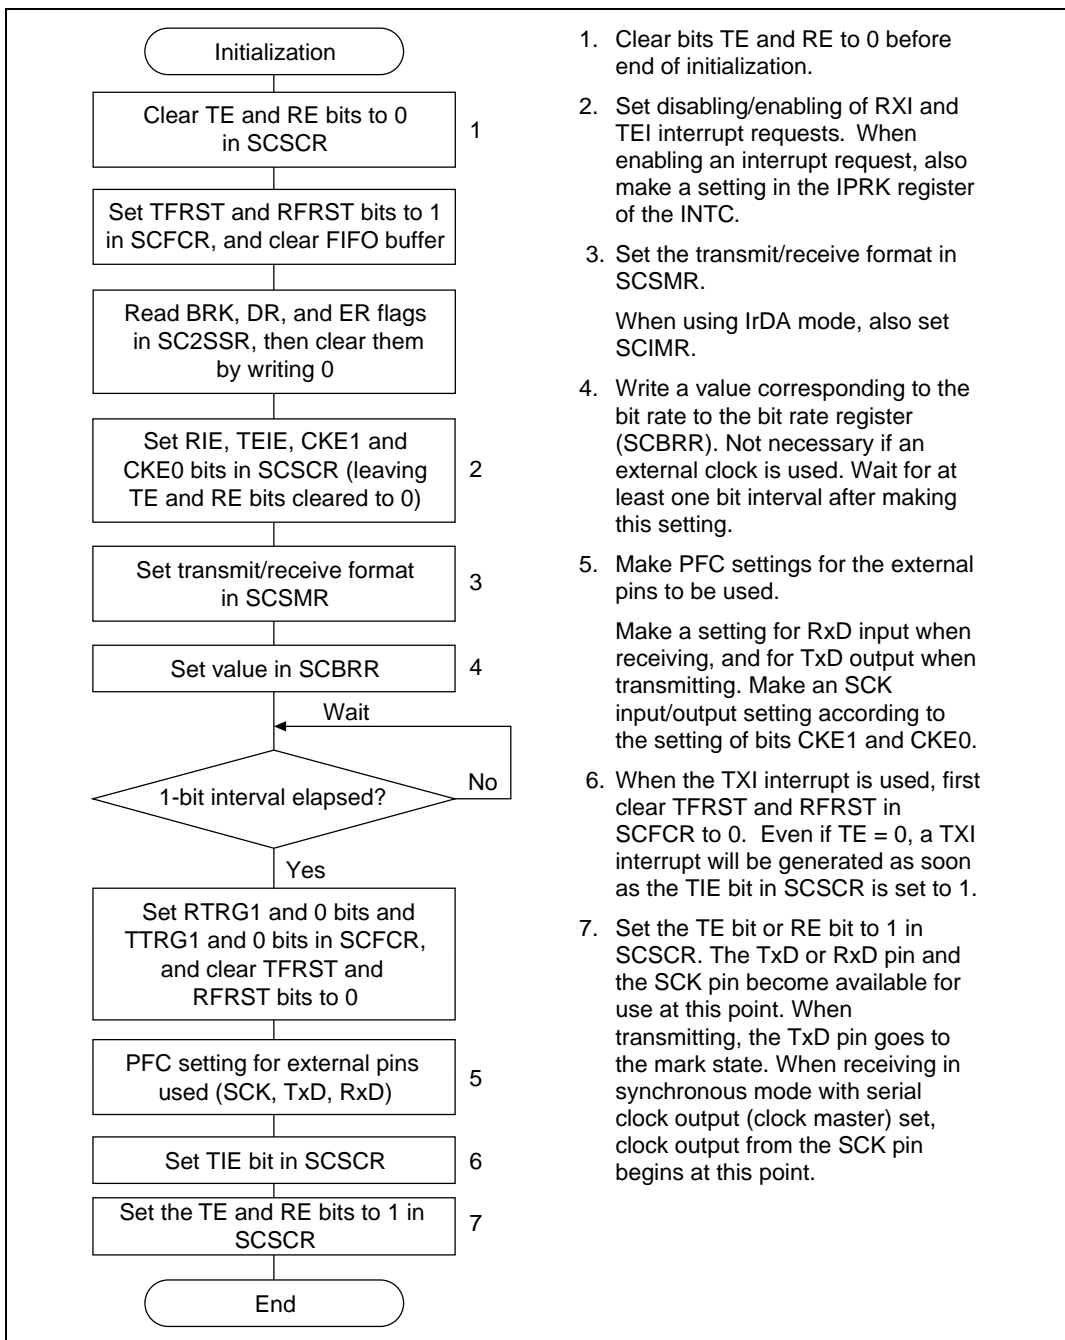 Initialization
Clear TE and RE bits to 0
in SCSCR
1
Set TFRST and RFRST bits to 1
in SCFCR, and clear FIFO buffer
Read BRK, DR, and ER flags
in SC2SSR, then clear them
by writing 0
Set RIE, TEIE, CKE1 and
CKE0 bits in SCSCR (leaving
TE and RE bits cleared to 0)
2
Set transmit/receive format
in SCSMR
3
Set value in SCBRR
4
Wait
1-bit interval elapsed?
No
Yes
Set RTRG1 and 0 bits and
TTRG1 and 0 bits in SCFCR,
and clear TFRST and
RFRST bits to 0
PFC setting for external pins
used (SCK, TxD, RxD)
5
Set TIE bit in SCSCR
6
Set the TE and RE bits to 1 in
SCSCR
7
End
1. Clear bits TE and RE to 0 before
end of initialization.
2. Set disabling/enabling of RXI and
TEI interrupt requests. When
enabling an interrupt request, also
make a setting in the IPRK register
of the INTC.
3. Set the transmit/receive format in
SCSMR.
When using IrDA mode, also set
SCIMR.
4. Write a value corresponding to the
bit rate to the bit rate register
(SCBRR). Not necessary if an
external clock is used. Wait for at
least one bit interval after making
this setting.
5. Make PFC settings for the external
pins to be used.
Make a setting for RxD input when
receiving, and for TxD output when
transmitting. Make an SCK
input/output setting according to
the setting of bits CKE1 and CKE0.
6. When the TXI interrupt is used, first
clear TFRST and RFRST in
SCFCR to 0. Even if TE = 0, a TXI
interrupt will be generated as soon
as the TIE bit in SCSCR is set to 1.
7. Set the TE bit or RE bit to 1 in
SCSCR. The TxD or RxD pin and
the SCK pin become available for
use at this point. When
transmitting, the TxD pin goes to
the mark state. When receiving in
synchronous mode with serial
clock output (clock master) set,
clock output from the SCK pin
begins at this point.